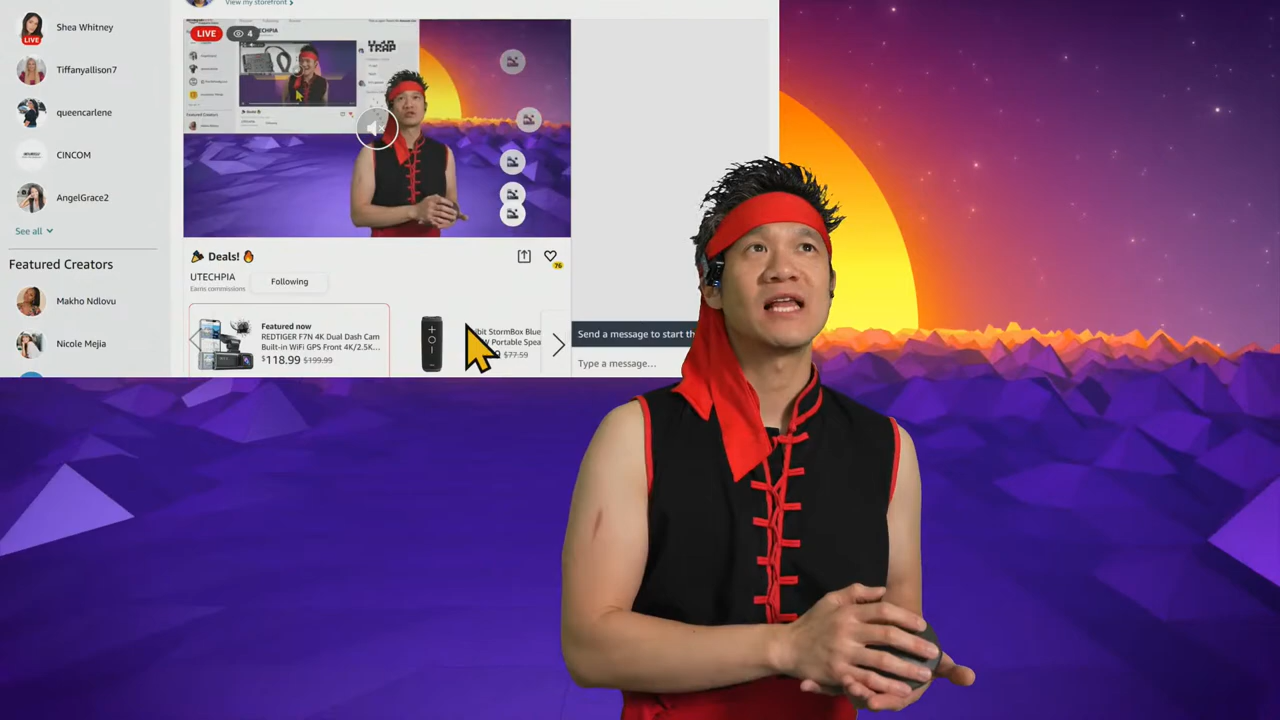 View my storefront >
Shea Whitney
LIVE
Tiffanyallison7
queencarlene
CINCOM
AngelGrace2
See all
Featured Creators
Makho Ndlovu
Nicole Mejia
LIVE 4
Deals!
76
UTECHPIA
Following
Earns commissions
Featured now
REDTIGER F7N 4K Dual Dash Cam
Built-in WiFi GPS Front 4K/2.5K...
$118.99 $199.99
StormBox Blue
Portable Spea
$77.59
Send a message to start th
Type a message...